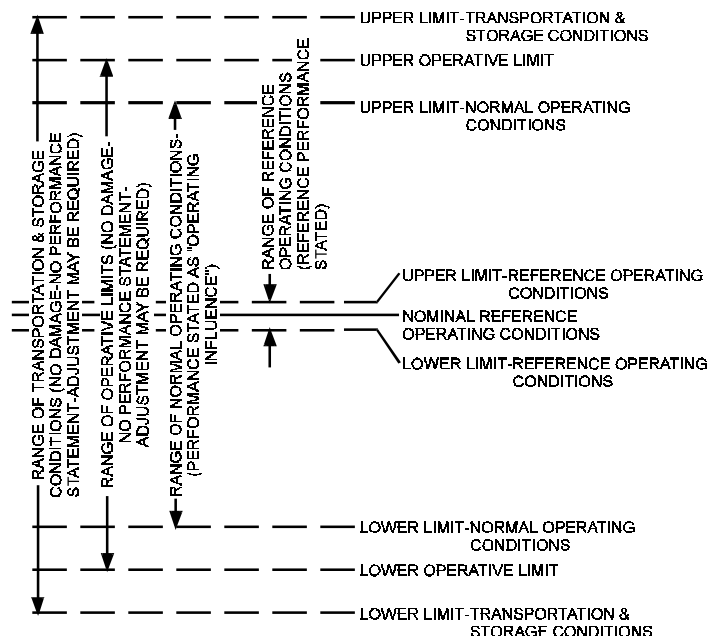 UPPER LIMIT-TRANSPORTATION &
STORAGE CONDITIONS
UPPER OPERATIVE LIMIT
UPPER LIMIT-NORMAL OPERATING
CONDITIONS
RANGE OF TRANSPORTATION & STORAGE
CONDITIONS (NO DAMAGE-NO PERFORMANCE
STATEMENT-ADJUSTMENT MAY BE REQUIRED)
RANGE OF OPERATIVE LIMITS (NO DAMAGE-
NO PERFORMANCE STATEMENT-
ADJUSTMENT MAY BE REQUIRED)
RANGE OF NORMAL OPERATING CONDITIONS-
(PERFORMANCE STATED AS "OPERATING
INFLUENCE")
RANGE OF REFERENCE
OPERATING CONDITIONS
(REFERENCE PERFORMANCE
STATED)
UPPER LIMIT-REFERENCE OPERATING
CONDITIONS
NOMINAL REFERENCE
OPERATING CONDITIONS
LOWER LIMIT-REFERENCE OPERATING
CONDITIONS
LOWER LIMIT-NORMAL OPERATING
CONDITIONS
LOWER OPERATIVE LIMIT
LOWER LIMIT-TRANSPORTATION &
STORAGE CONDITIONS